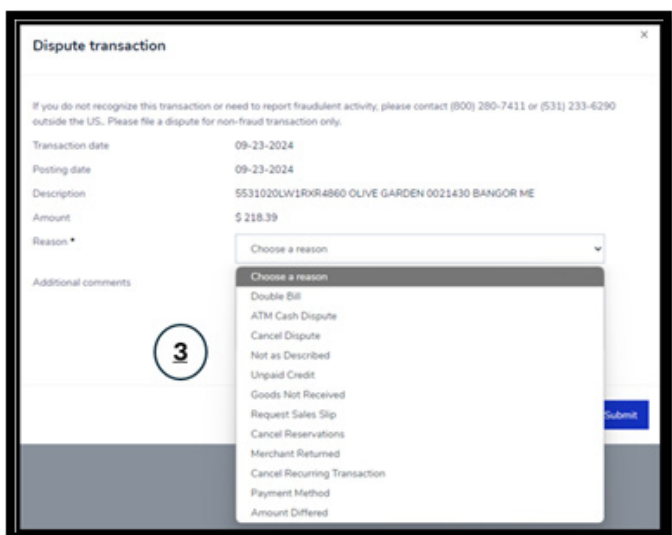 Dispute transaction
×
If you do not recognize this transaction or need to report fraudulent activity, please contact (800) 280-7411 or (531) 233-6290
outside the US.. Please file a dispute for non-fraud transaction only.
Transaction date 09-23-2024
Posting date 09-23-2024
Description 5531020LW1RXR4860 OLIVE GARDEN 0021430 BANGOR ME
Amount $ 218.39
Reason * Choose a reason
Additional comments
Choose a reason
Double Bill
ATM Cash Dispute
Cancel Dispute
Not as Described
Unpaid Credit
Goods Not Received
Request Sales Slip
Cancel Reservations
Merchant Returned
Cancel Recurring Transaction
Payment Method
Amount Differed
3
Submit